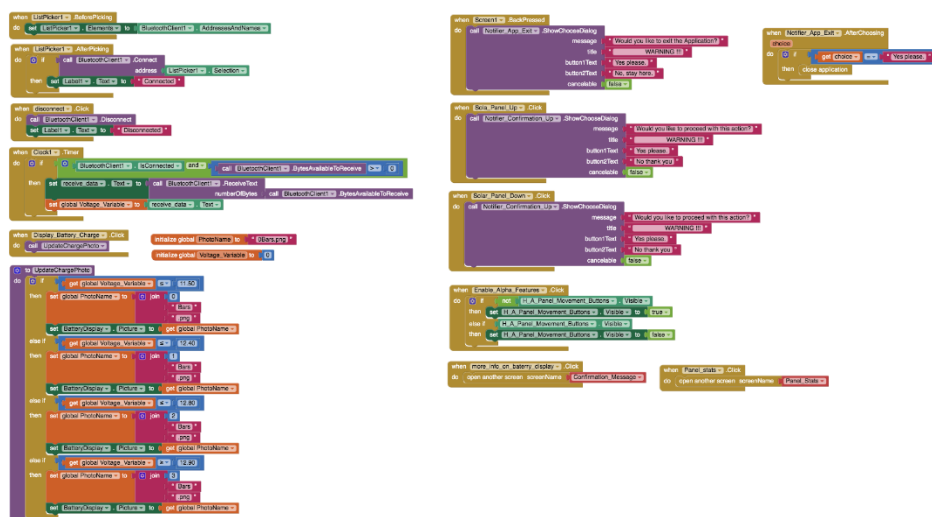 when ListPicker1 .BeforePicking
do set ListPicker1 . Elements to BluetoothClient1 . AddressesAndNames
when ListPicker1 .AfterPicking
do if call BluetoothClient1 .Connect
address ListPicker1 . Selection
then set Label1 . Text to " Connected "
when disconnect .Click
do call BluetoothClient1 .Disconnect
set Label1 . Text to " Disconnected "
when Clock1 .Timer
do if BluetoothClient1 . IsConnected and call BluetoothClient1 .BytesAvailableToReceive > 0
then set receive_data . Text to call BluetoothClient1 .ReceiveText
numberOfBytes call BluetoothClient1 .BytesAvailableToReceive
set global Voltage_Variable to receive_data . Text
when Display_Battery_Charge .Click
do call UpdateChargePhoto
initialize global PhotoName to " 0Bars.png "
initialize global Voltage_Variable to 0
to UpdateChargePhoto
do if get global Voltage_Variable ≤ 11.50
then set global PhotoName to join 0
" Bars "
" .png "
set BatteryDisplay . Picture to get global PhotoName
else if get global Voltage_Variable ≤ 12.40
then set global PhotoName to join 1
" Bars "
" .png "
set BatteryDisplay . Picture to get global PhotoName
else if get global Voltage_Variable ≤ 12.80
then set global PhotoName to join 2
" Bars "
" .png "
set BatteryDisplay . Picture to get global PhotoName
else if get global Voltage_Variable ≤ 12.90
then set global PhotoName to join 3
" Bars "
" .png "
set BatteryDisplay . Picture to get global PhotoName
when Screen1 .BackPressed
do call Notifier_App_Exit .ShowChooseDialog
message " Would you like to exit the Application? "
title " WARNING !!! "
button1Text " Yes please. "
button2Text " No, stay here. "
cancelable false
when Notifier_App_Exit .AfterChoosing
choice
do if get choice = " Yes please. "
then close application
when Sola_Panel_Up .Click
do call Notifier_Confirmation_Up .ShowChooseDialog
message " Would you like to proceed with this action? "
title " WARNING !!! "
button1Text " Yes please. "
button2Text " No thank you "
cancelable false
when Solar_Panel_Down .Click
do call Notifier_Confirmation_Up .ShowChooseDialog
message " Would you like to proceed with this action? "
title " WARNING !!! "
button1Text " Yes please. "
button2Text " No thank you "
cancelable false
when Enable_Alpha_Features .Click
do if not H_A_Panel_Movement_Buttons . Visible
then set H_A_Panel_Movement_Buttons . Visible to true
else if H_A_Panel_Movement_Buttons . Visible
then set H_A_Panel_Movement_Buttons . Visible to false
when more_info_on_baterry_display .Click
do open another screen screenName Confirmation_Message
when Panel_stats .Click
do open another screen screenName Panel_Stats